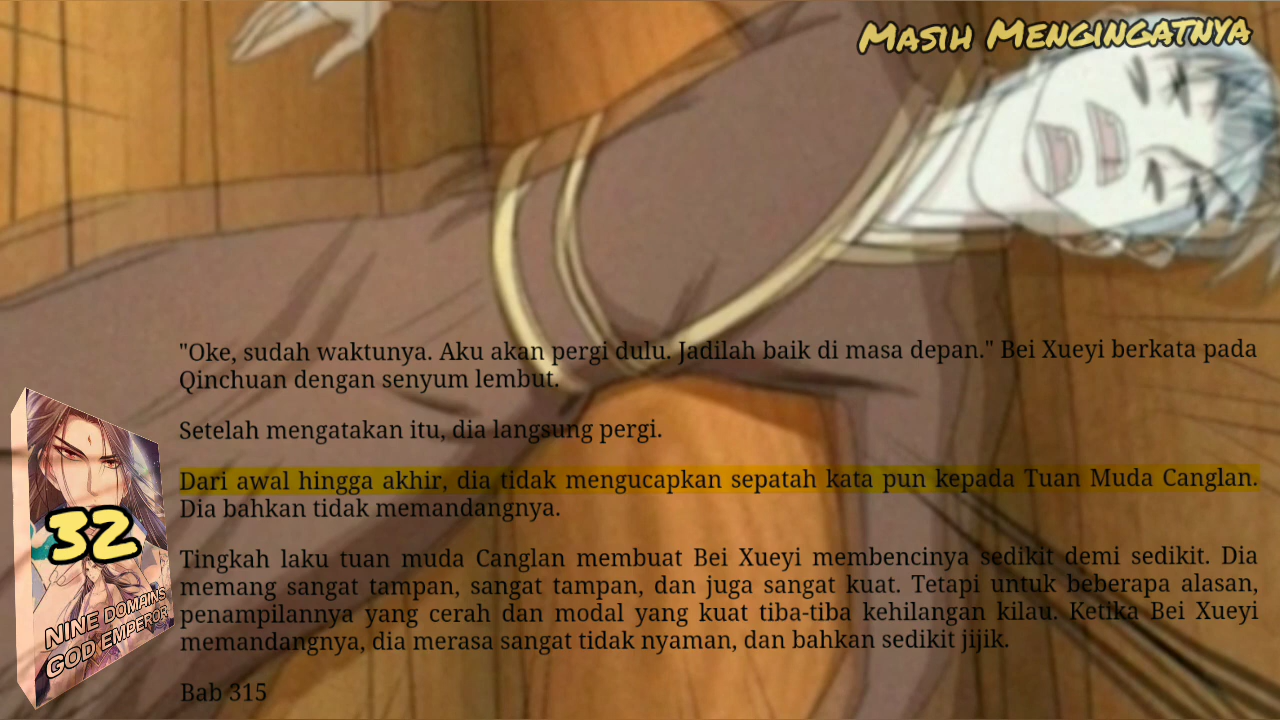 Masih Mengingatnya
"Oke, sudah waktunya. Aku akan pergi dulu. Jadilah baik di masa depan." Bei Xueyi berkata pada
Qinchuan dengan senyum lembut.
Setelah mengatakan itu, dia langsung pergi.
Dari awal hingga akhir, dia tidak mengucapkan sepatah kata pun kepada Tuan Muda Canglan.
Dia bahkan tidak memandangnya.
Tingkah laku tuan muda Canglan membuat Bei Xueyi membencinya sedikit demi sedikit. Dia
memang sangat tampan, sangat tampan, dan juga sangat kuat. Tetapi untuk beberapa alasan,
penampilannya yang cerah dan modal yang kuat tiba-tiba kehilangan kilau. Ketika Bei Xueyi
memandangnya, dia merasa sangat tidak nyaman, dan bahkan sedikit jijik.
Bab 315
32
NINE DOMAINS
GOD EMPEROR